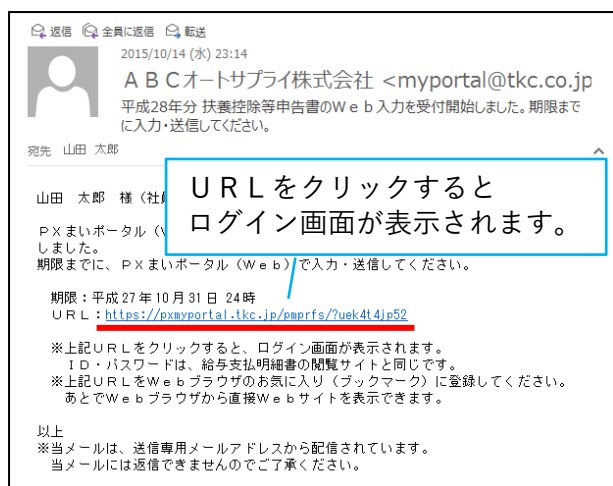 返信 全員に返信 転送
2015/10/14 (水) 23:14
ＡＢＣオートサプライ株式会社 <myportal@tkc.co.jp
平成28年分 扶養控除等申告書のＷｅｂ入力を受付開始しました。期限まで
に入力・送信してください。
宛先 山田 太郎
ＵＲＬをクリックすると
ログイン画面が表示されます。
山田 太郎 様（社
ＰＸまいポータル（
しました。
期限までに、ＰＸまいポータル（Ｗｅｂ）で入力・送信してください。
期限：平成27年10月31日 24時
ＵＲＬ：https://pxmyportal.tkc.jp/pmprfs/?uek4t4jp52
※上記ＵＲＬをクリックすると、ログイン画面が表示されます。
ＩＤ・パスワードは、給与支払明細書の閲覧サイトと同じです。
※上記ＵＲＬをＷｅｂブラウザのお気に入り（ブックマーク）に登録してください。
あとでＷｅｂブラウザから直接Ｗｅｂサイトを表示できます。
以上
※当メールは、送信専用メールアドレスから配信されています。
当メールには返信できませんのでご了承ください。